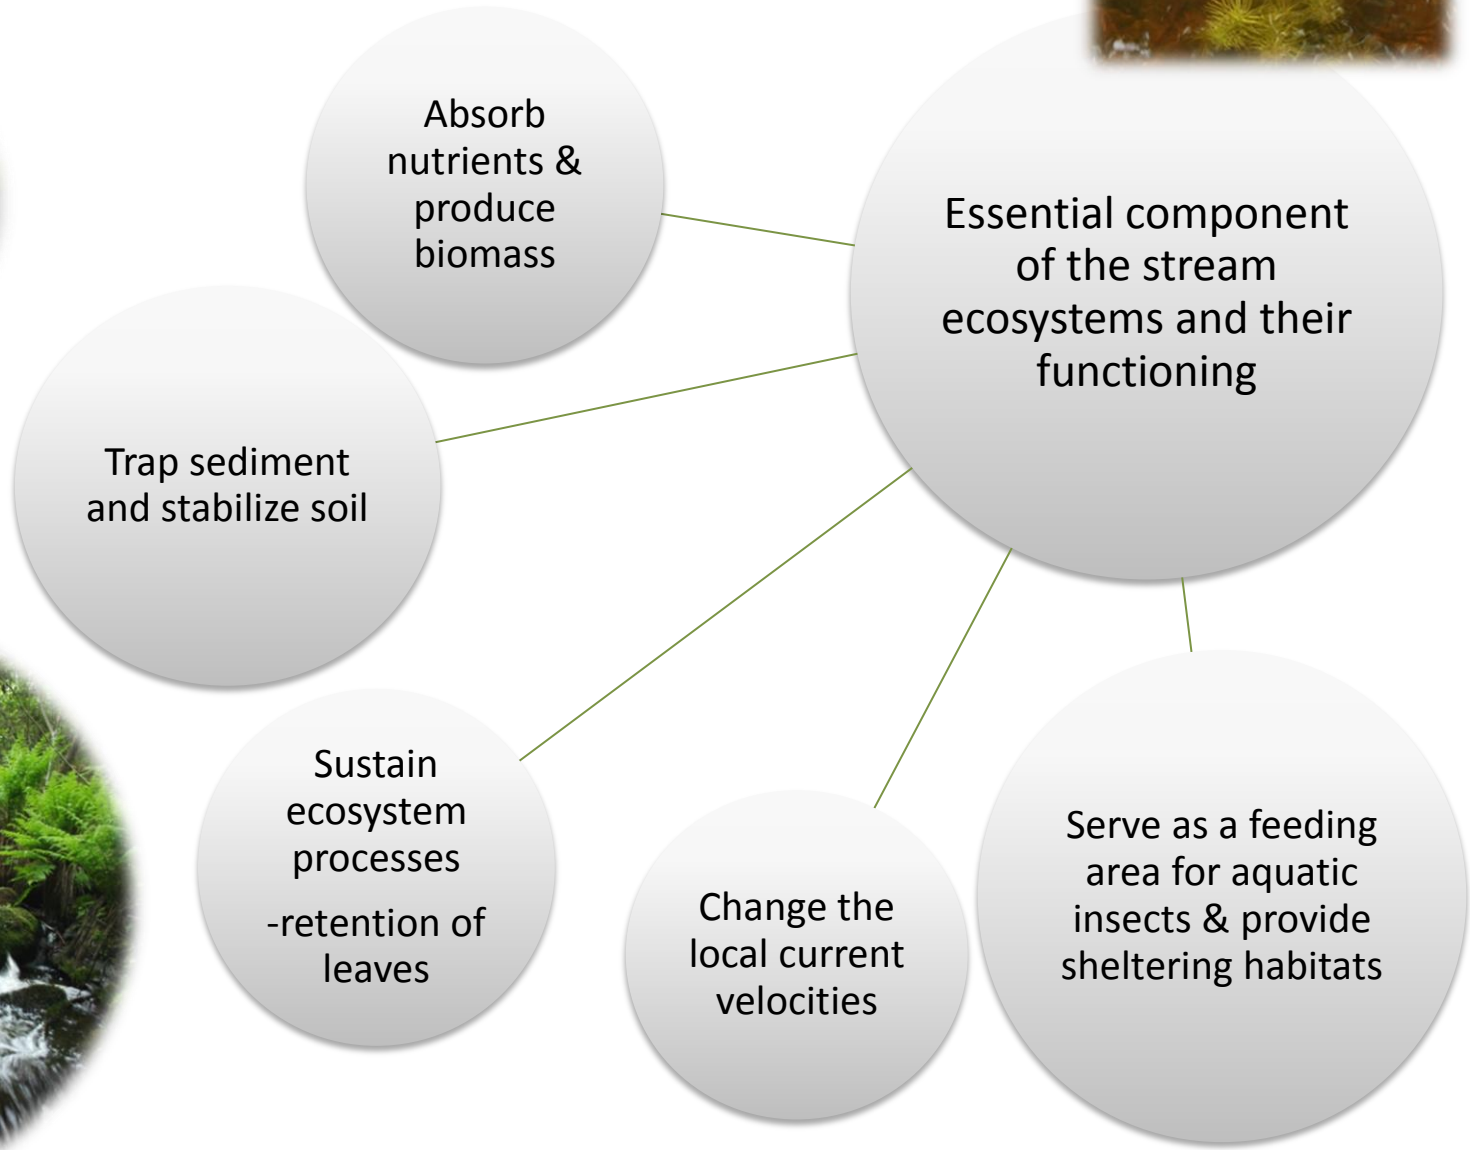 Absorb
nutrients &
produce
biomass
Essential component
of the stream
ecosystems and their
functioning
Trap sediment
and stabilize soil
Sustain
ecosystem
processes
-retention of
leaves
Change the
local current
velocities
Serve as a feeding
area for aquatic
insects & provide
sheltering habitats